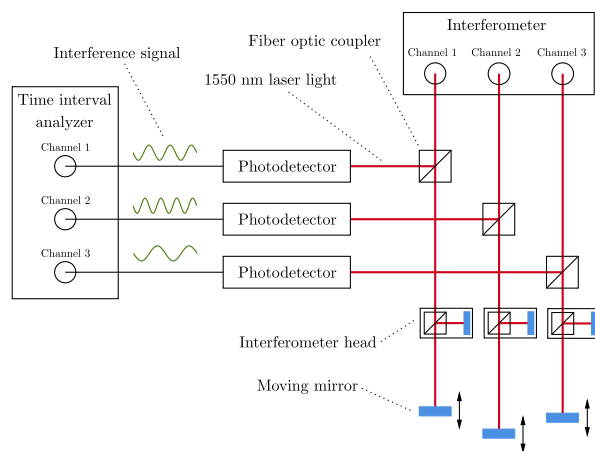 Interferometer
Channel 1 Channel 2 Channel 3
Fiber optic coupler
Interference signal
1550 nm laser light
Time interval
analyzer
Channel 1
Photodetector
Channel 2
Photodetector
Channel 3
Photodetector
Interferometer head
Moving mirror